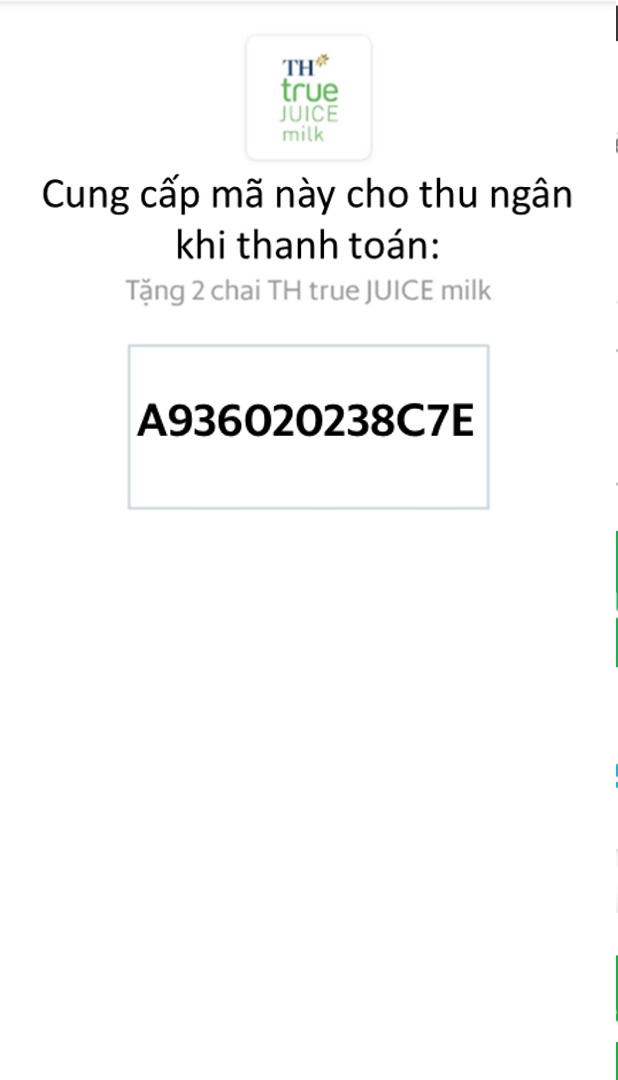 TH
true
JUICE
milk
Cung cấp mã này cho thu ngân
khi thanh toán:
Tặng 2 chai TH true JUICE milk
A936020238C7E